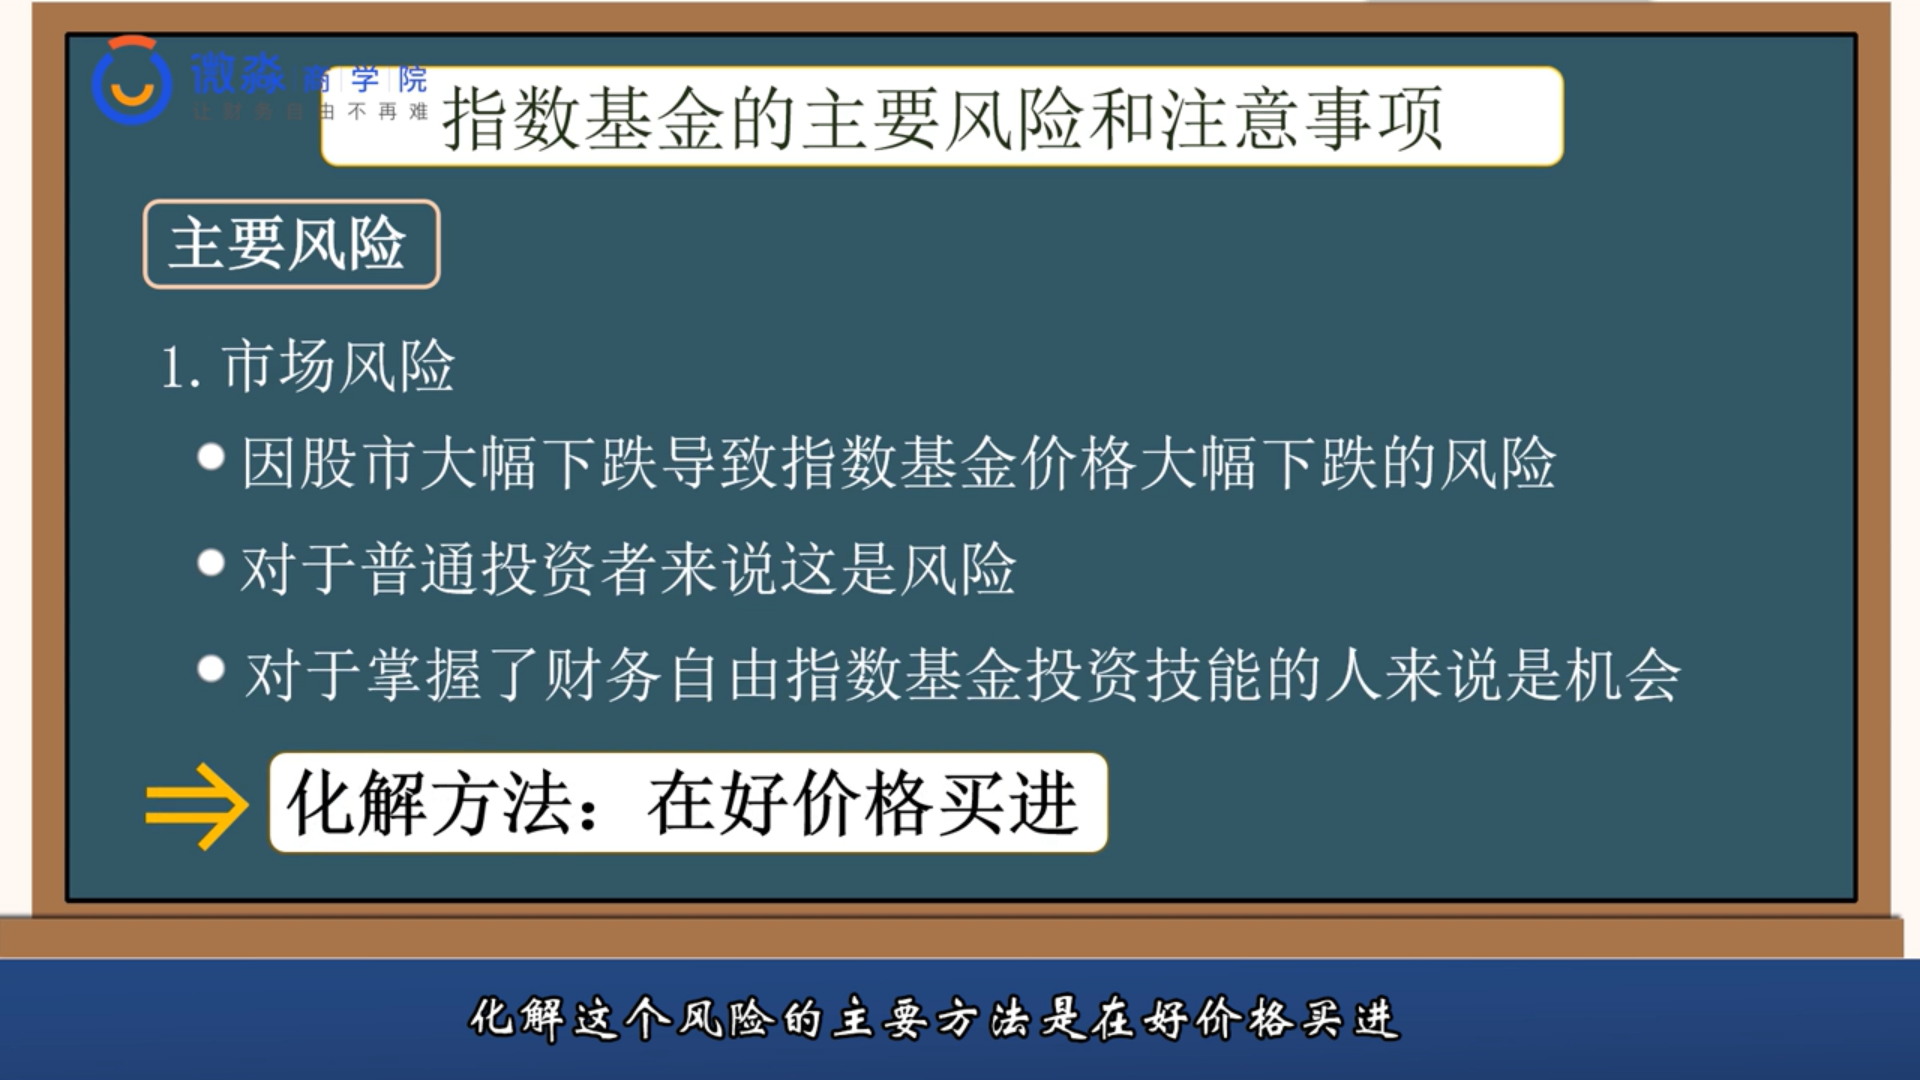 微淼 商学院
让财务自由不再难
指数基金的主要风险和注意事项
主要风险
1. 市场风险
因股市大幅下跌导致指数基金价格大幅下跌的风险
对于普通投资者来说这是风险
对于掌握了财务自由指数基金投资技能的人来说是机会
化解方法：在好价格买进
化解这个风险的主要方法是在好价格买进